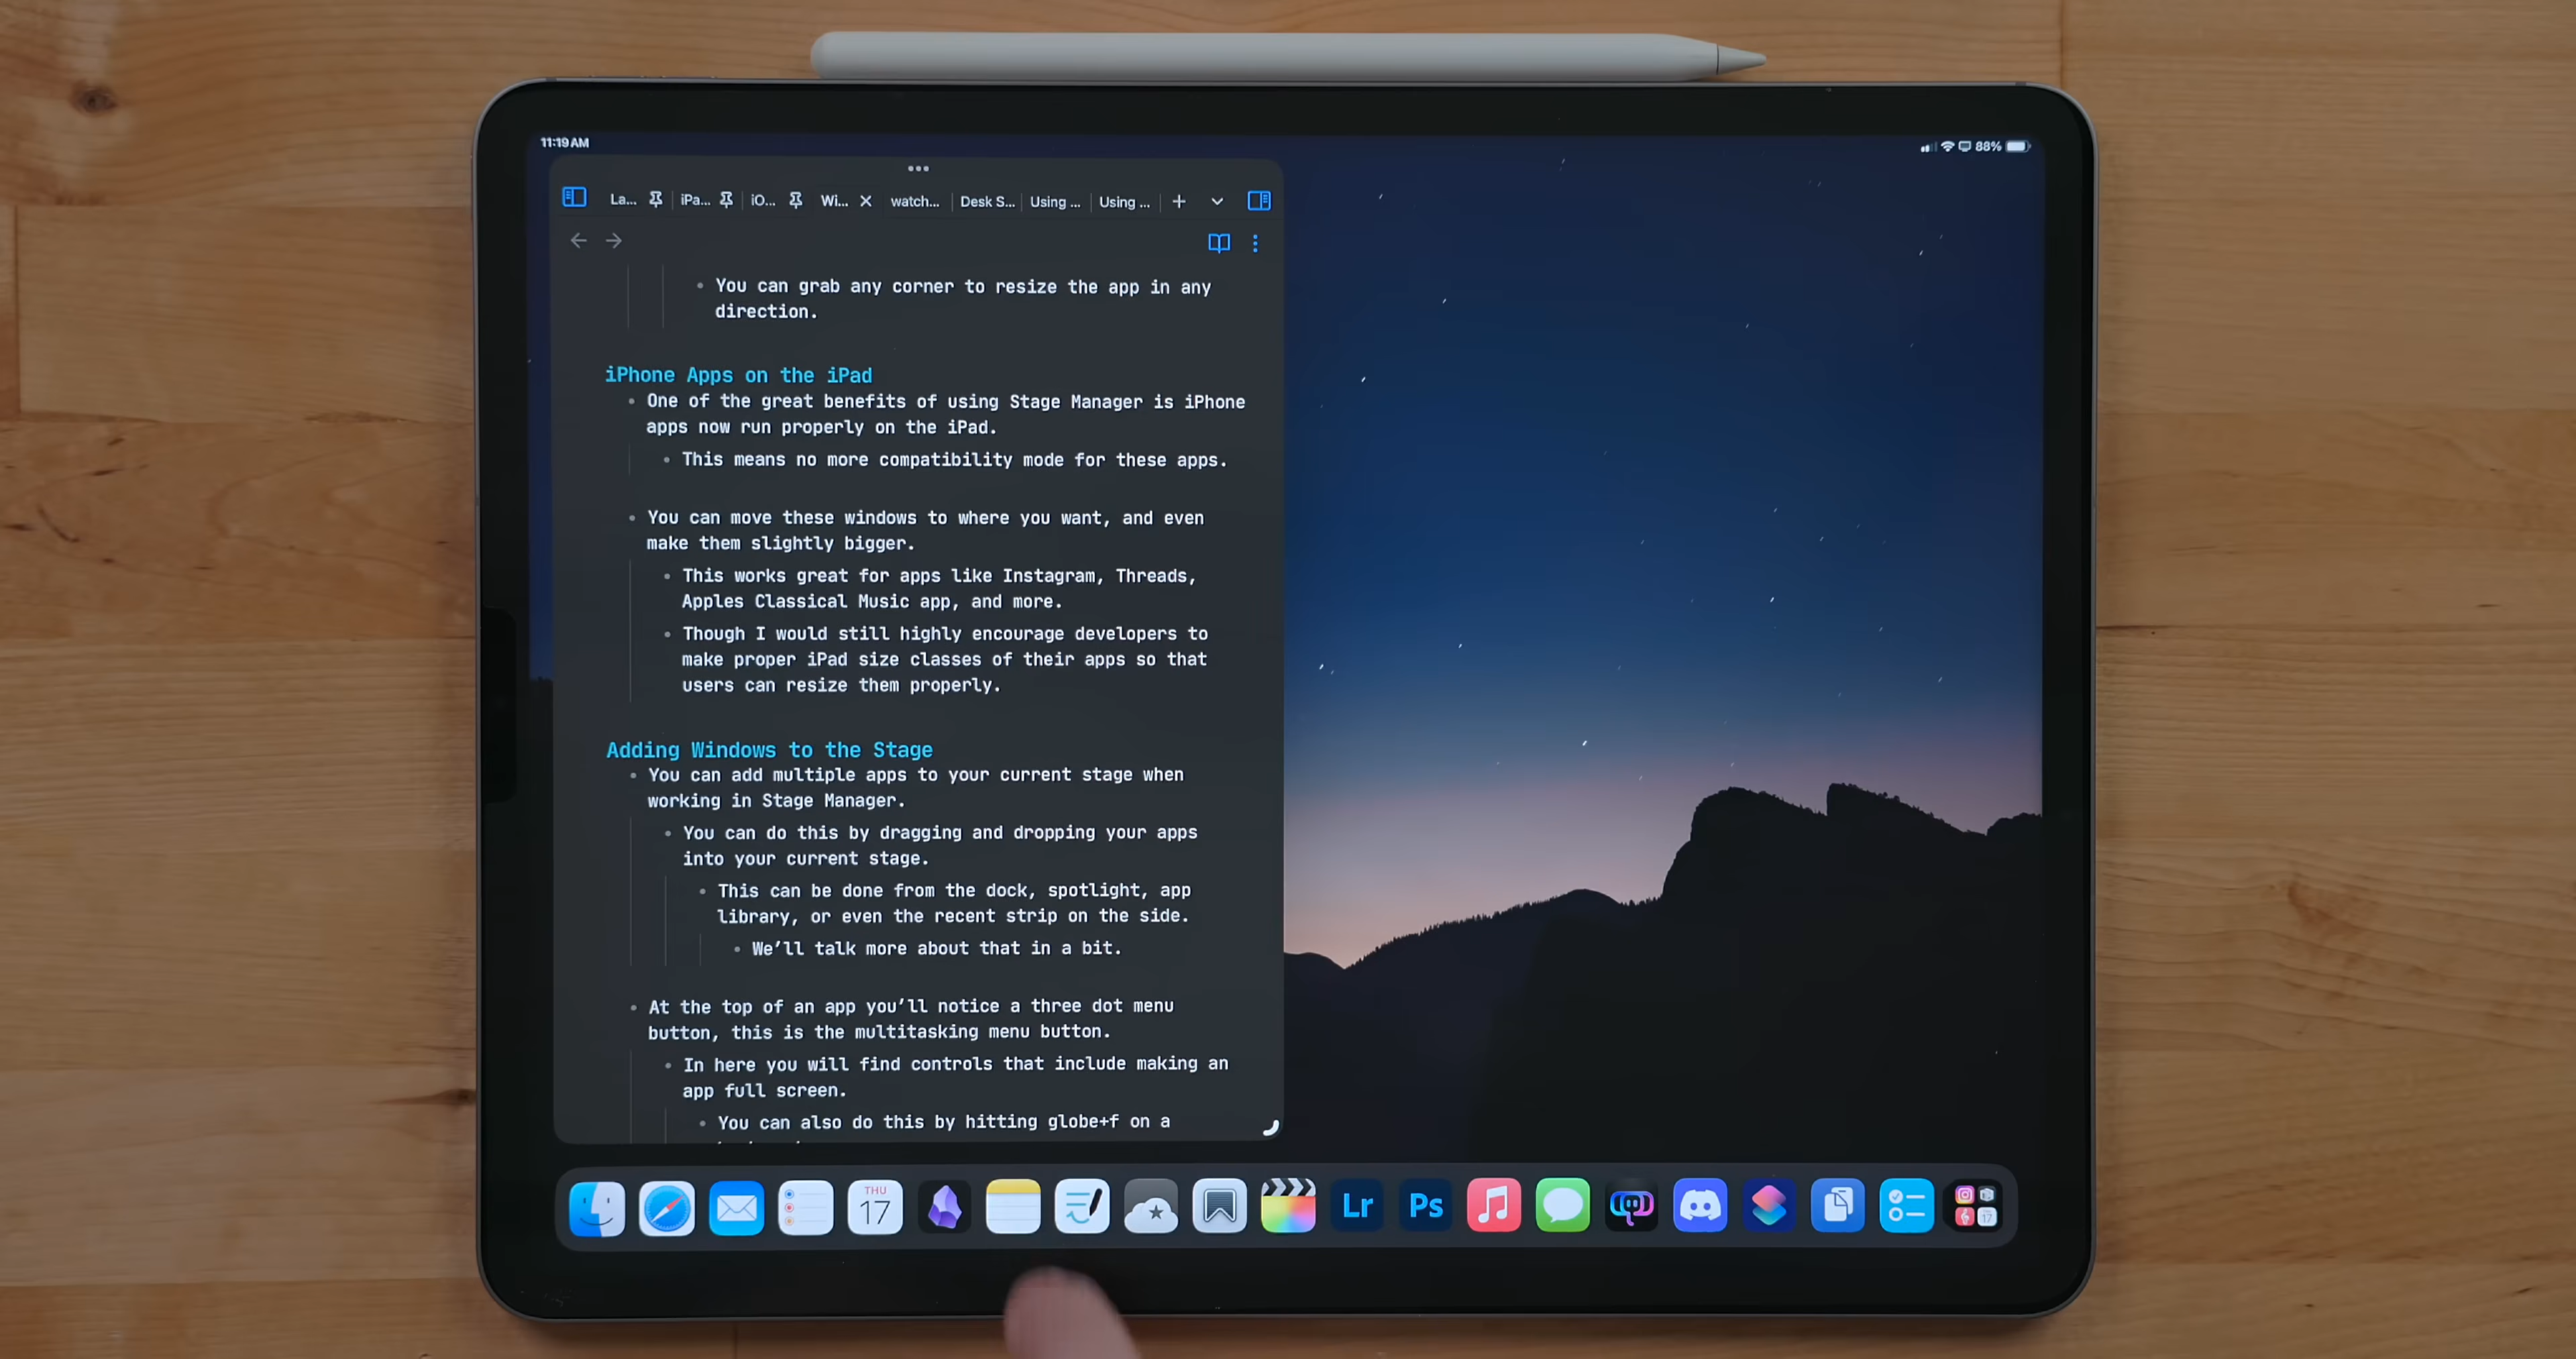 11:19 AM
88%
La...
iPa...
iO...
Wi...
watch...
Desk S...
Using ...
Using ...
You can grab any corner to resize the app in any
direction.
iPhone Apps on the iPad
One of the great benefits of using Stage Manager is iPhone
apps now run properly on the iPad.
This means no more compatibility mode for these apps.
You can move these windows to where you want, and even
make them slightly bigger.
This works great for apps like Instagram, Threads,
Apples Classical Music app, and more.
Though I would still highly encourage developers to
make proper iPad size classes of their apps so that
users can resize them properly.
Adding Windows to the Stage
You can add multiple apps to your current stage when
working in Stage Manager.
You can do this by dragging and dropping your apps
into your current stage.
This can be done from the dock, spotlight, app
library, or even the recent strip on the side.
We’ll talk more about that in a bit.
At the top of an app you’ll notice a three dot menu
button, this is the multitasking menu button.
In here you will find controls that include making an
app full screen.
You can also do this by hitting globe+f on a
THU
17
Lr
Ps
17